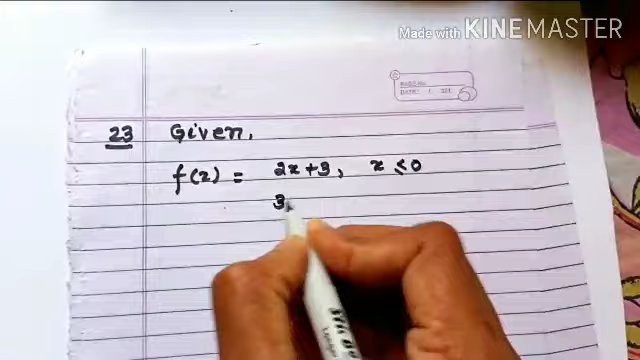 Made with KINEMASTER
23 Given,
f(x) = 2x+3, x ≤ 0
3